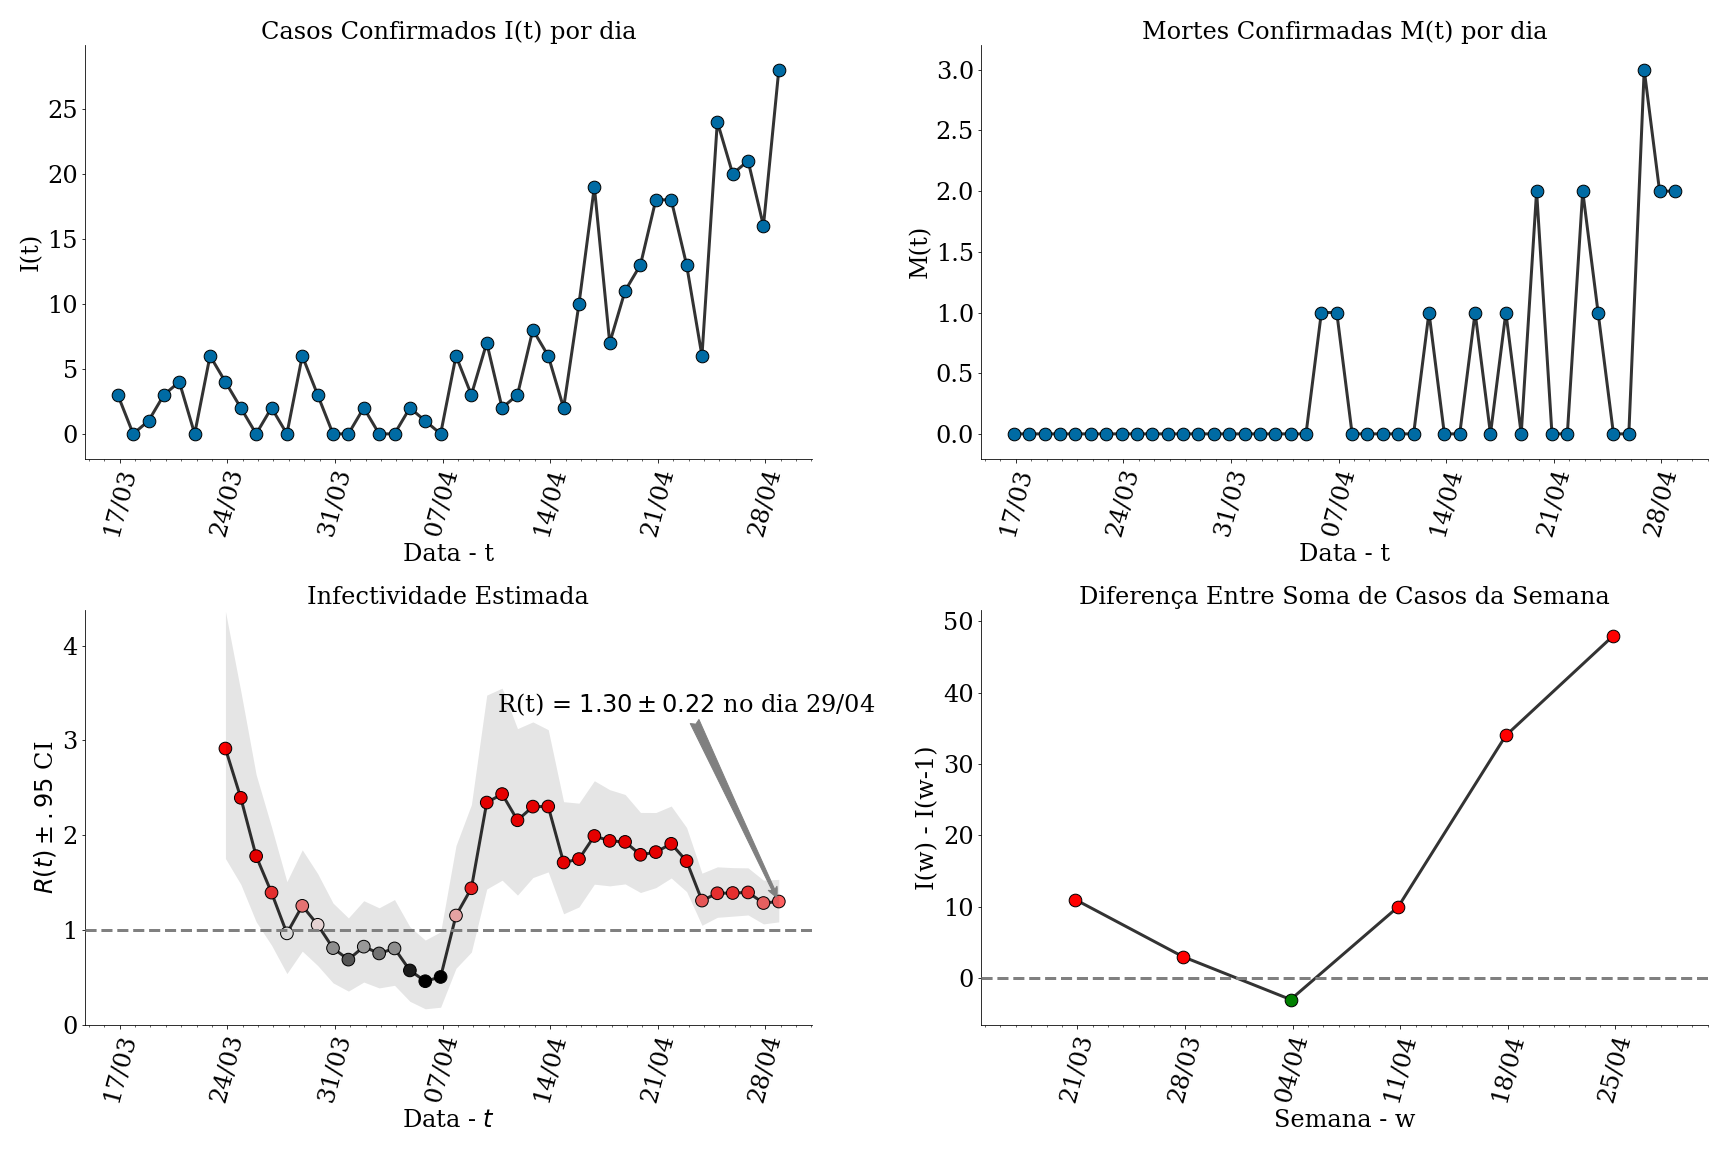 Casos Confirmados I(t) por dia
I(t)
25
20
15
10
5
0
17/03 24/03 31/03 07/04 14/04 21/04 28/04
Data - t
Mortes Confirmadas M(t) por dia
M(t)
3.0
2.5
2.0
1.5
1.0
0.5
0.0
17/03 24/03 31/03 07/04 14/04 21/04 28/04
Data - t
Infectividade Estimada
R(t) ± .95 CI
4
3
2
1
0
R(t) = 1.30 ± 0.22 no dia 29/04
17/03 24/03 31/03 07/04 14/04 21/04 28/04
Data - t
Diferença Entre Soma de Casos da Semana
I(w) - I(w-1)
50
40
30
20
10
0
21/03 28/03 04/04 11/04 18/04 25/04
Semana - w